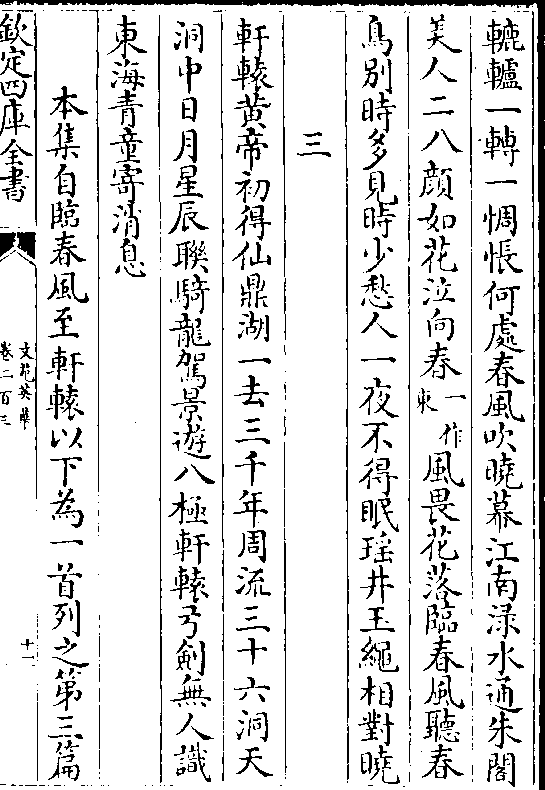 轆轤一轉一惆悵何處春風吹曉幕江南淥水通朱閣
美人二八顔如花泣向春一作東風畏花落臨春風聽春
鳥别時多見時少愁人一夜不得眠瑶井玉繩相對曉
三
軒轅黄帝初得仙鼎湖一去三千年周流三十六洞天
洞中日月星辰聨騎龍駕景遊八極軒轅弓劍無人識
東海青童寄消息
本集自臨春風至軒轅以下為一首列之第三篇
欽定四庫全書
文苑英華
卷二百三
十一